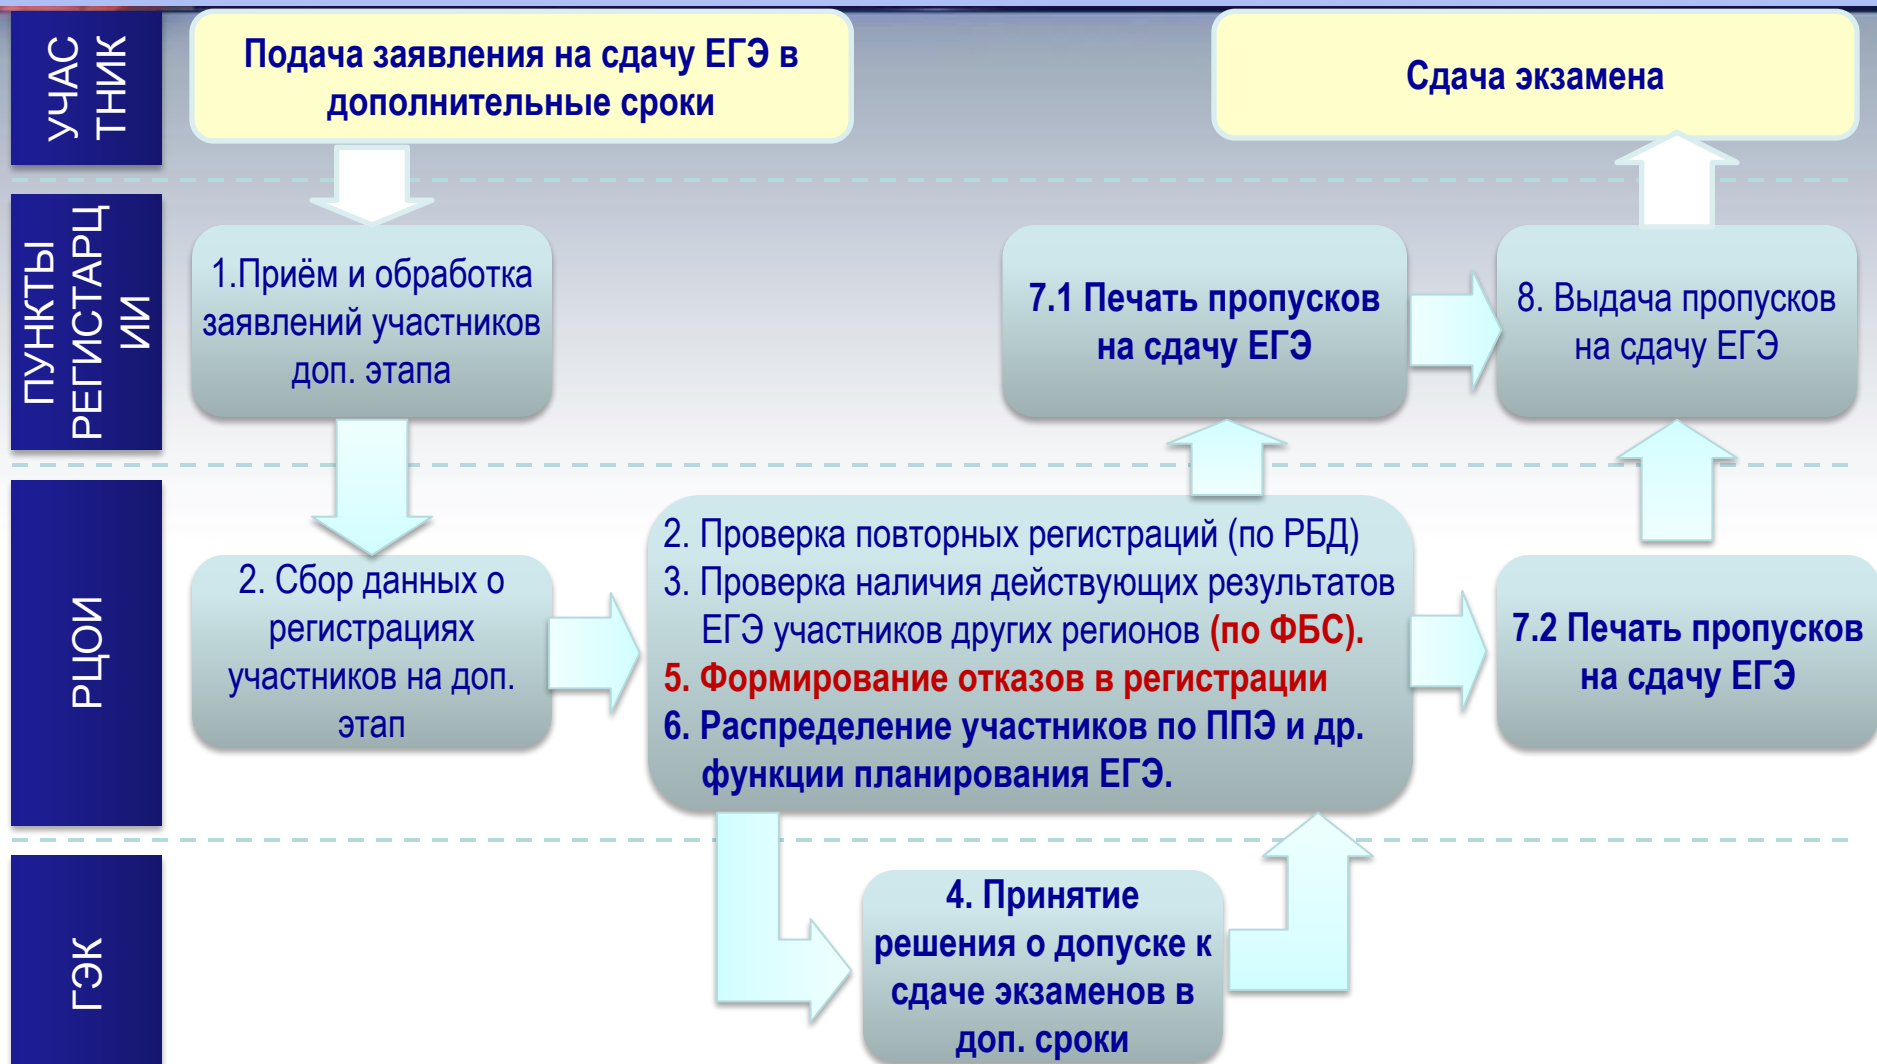 УЧАС
ТНИК
Подача заявления на сдачу ЕГЭ в
дополнительные сроки
Сдача экзамена
ПУНКТЫ
РЕГИСТАРЦ
ИИ
1.Приём и обработка
заявлений участников
доп. этапа
7.1 Печать пропусков
на сдачу ЕГЭ
8. Выдача пропусков
на сдачу ЕГЭ
РЦОИ
2. Сбор данных о
регистрациях
участников на доп.
этап
2. Проверка повторных регистраций (по РБД)
3. Проверка наличия действующих результатов
ЕГЭ участников других регионов (по ФБС).
5. Формирование отказов в регистрации
6. Распределение участников по ППЭ и др.
функции планирования ЕГЭ.
7.2 Печать пропусков
на сдачу ЕГЭ
ГЭК
4. Принятие
решения о допуске к
сдаче экзаменов в
доп. сроки